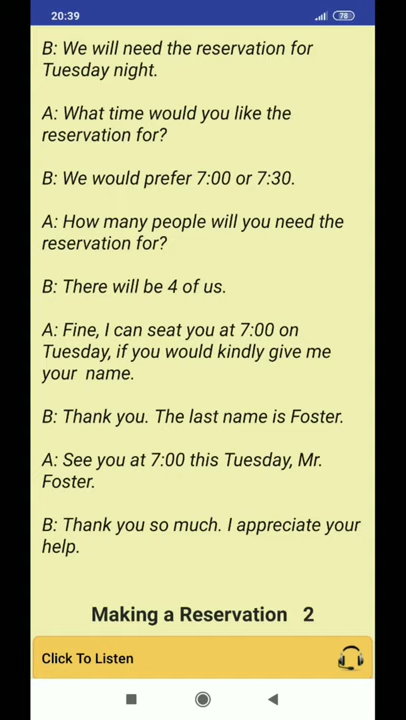 20:39
78
B: We will need the reservation for
Tuesday night.
A: What time would you like the
reservation for?
B: We would prefer 7:00 or 7:30.
A: How many people will you need the
reservation for?
B: There will be 4 of us.
A: Fine, I can seat you at 7:00 on
Tuesday, if you would kindly give me
your name.
B: Thank you. The last name is Foster.
A: See you at 7:00 this Tuesday, Mr.
Foster.
B: Thank you so much. I appreciate your
help.
Making a Reservation 2
Click To Listen